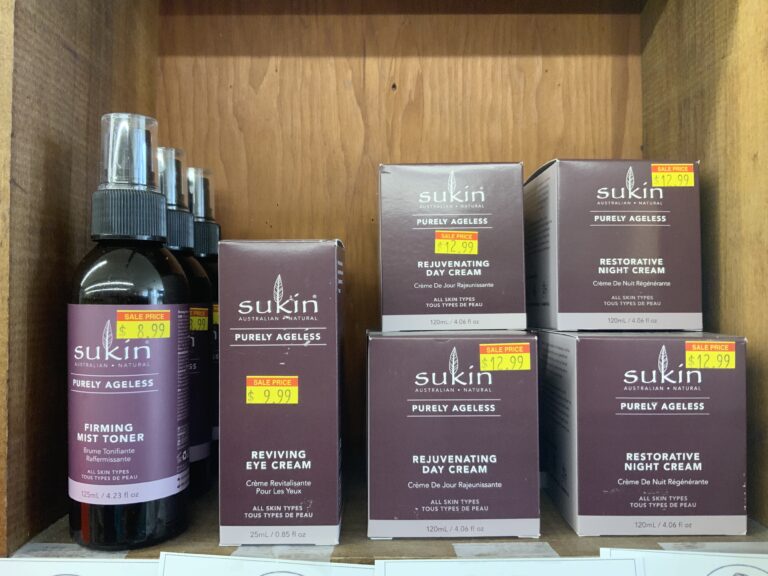 SALE PRICE
$ 8.99
sukin®
AUSTRALIAN • NATURAL
PURELY AGELESS
FIRMING
MIST TONER
Brume Tonifiante
Raffermissante
ALL SKIN TYPES
125mL / 4.23 fl oz
SALE PRICE
9.99
sukin®
AUSTRALIAN • NATURAL
PURELY AGELESS
SALE PRICE
$ 9.99
REVIVING
EYE CREAM
Crème Revitalisante
Pour Les Yeux
ALL SKIN TYPES
TOUS TYPES DE PEAU
25mL / 0.85 fl oz
sukin®
AUSTRALIAN • NATURAL
PURELY AGELESS
SALE PRICE
$12.99
REJUVENATING
DAY CREAM
Crème De Jour Rajeunissante
ALL SKIN TYPES
TOUS TYPES DE PEAU
120mL / 4.06 fl oz
SALE PRICE
$12.99
sukin
AUSTRALIAN • NATURAL
PURELY AGELESS
RESTORATIVE
NIGHT CREAM
Crème De Nuit Régénérante
ALL SKIN TYPES
TOUS TYPES DE PEAU
120mL / 4.06 fl oz
SALE PRICE
$12.99
sukin
AUSTRALIAN • NATURAL
PURELY AGELESS
REJUVENATING
DAY CREAM
Crème De Jour Rajeunissante
ALL SKIN TYPES
TOUS TYPES DE PEAU
120mL / 4.06 fl oz
SALE PRICE
$12.99
sukin
AUSTRALIAN • NATURAL
PURELY AGELESS
RESTORATIVE
NIGHT CREAM
Crème De Nuit Régénérante
ALL SKIN TYPES
TOUS TYPES DE PEAU
120mL / 4.06 fl oz